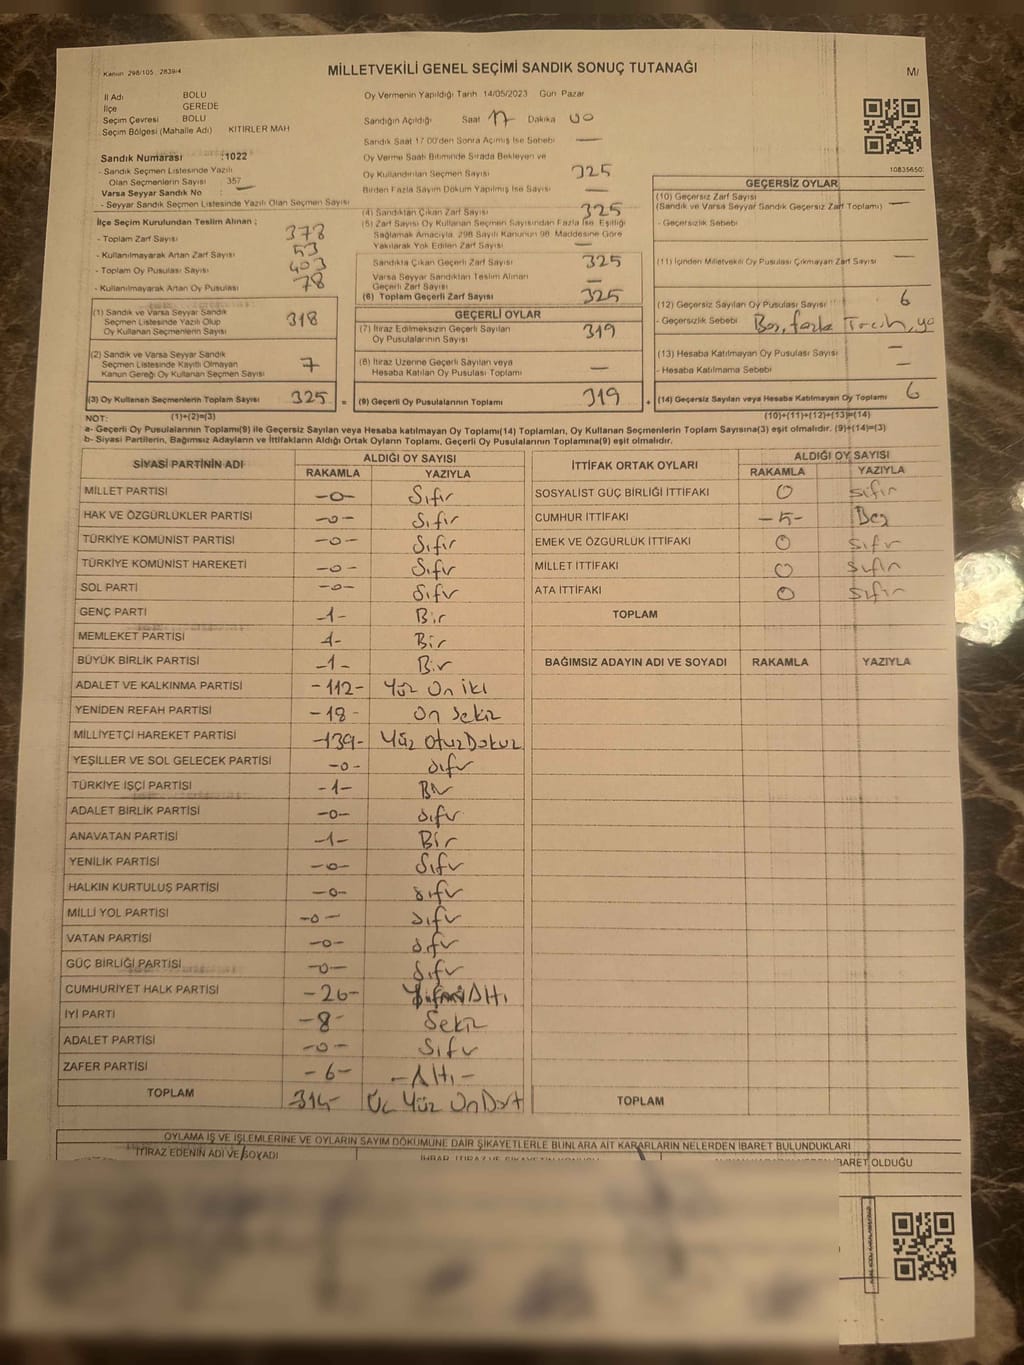 Kanun 298/105 , 2839/4
MİLLETVEKİLİ GENEL SEÇİMİ SANDIK SONUÇ TUTANAĞI
M/
İl Adı BOLU
İlçe GEREDE
Seçim Çevresi BOLU
Seçim Bölgesi (Mahalle Adı) KITIRLER MAH
Sandık Numarası :1022
- Sandık Seçmen Listesinde Yazılı
Olan Seçmenlerin Sayısı 357
Varsa Seyyar Sandık No :
- Seyyar Sandık Seçmen Listesinde Yazılı Olan Seçmen Sayısı
Oy Vermenin Yapıldığı Tarih 14/05/2023 Gün Pazar
Sandığın Açıldığı Saat 17 Dakika 00
Sandık Saat 17 00'den Sonra Açılmış İse Sebebi —
Oy Verme Saati Bitiminde Sırada Bekleyen ve
Oy Kullandırılan Seçmen Sayısı 325
Birden Fazla Sayım Döküm Yapılmış İse Sayısı —
10835650
İlçe Seçim Kurulundan Teslim Alınan ;
- Toplam Zarf Sayısı 378
- Kullanılmayarak Artan Zarf Sayısı 53
- Toplam Oy Pusulası Sayısı 403
- Kullanılmayarak Artan Oy Pusulası 78
(4) Sandıktan Çıkan Zarf Sayısı 325
(5) Zarf Sayısı Oy Kullanan Seçmen Sayısından Fazla İse, Eşitliği
Sağlamak Amacıyla, 298 Sayılı Kanunun 98. Maddesine Göre
Yakılarak Yok Edilen Zarf Sayısı —
Sandıkta Çıkan Geçerli Zarf Sayısı 325
Varsa Seyyar Sandıktan Teslim Alınan
Geçerli Zarf Sayısı —
(6) Toplam Geçerli Zarf Sayısı 325
GEÇERSİZ OYLAR
(10) Geçersiz Zarf Sayısı
(Sandık ve Varsa Seyyar Sandık Geçersiz Zarf Toplamı) —
- Geçersizlik Sebebi
(11) İçinden Milletvekili Oy Pusulası Çıkmayan Zarf Sayısı —
(12) Geçersiz Sayılan Oy Pusulası Sayısı 6
- Geçersizlik Sebebi Boş, fazla
(13) Hesaba Katılmayan Oy Pusulası Sayısı —
- Hesaba Katılmama Sebebi —
(14) Geçersiz Sayılan veya Hesaba Katılmayan Oy Toplamı 6
(1) Sandık ve Varsa Seyyar Sandık
Seçmen Listesinde Yazılı Olup
Oy Kullanan Seçmenlerin Sayısı 318
(2) Sandık ve Varsa Seyyar Sandık
Seçmen Listesinde Kayıtlı Olmayan
Kanun Gereği Oy Kullanan Seçmen Sayısı 7
(3) Oy Kullanan Seçmenlerin Toplam Sayısı 325 =
GEÇERLİ OYLAR
(7) İtiraz Edilmeksizin Geçerli Sayılan
Oy Pusulalarının Sayısı 319
(8) İtiraz Üzerine Geçerli Sayılan veya
Hesaba Katılan Oy Pusulası Toplamı —
(9) Geçerli Oy Pusulalarının Toplamı 319 +
NOT: (1)+(2)=(3)
(10)+(11)+(12)+(13)=(14)
a- Geçerli Oy Pusulalarının Toplamı(9) ile Geçersiz Sayılan veya Hesaba katılmayan Oy Toplamı(14) Toplamları, Oy Kullanan Seçmenlerin Toplam Sayısına(3) eşit olmalıdır. (9)+(14)=(3)
b- Siyasi Partilerin, Bağımsız Adayların ve İttifakların Aldığı Ortak Oyların Toplamı, Geçerli Oy Pusulalarının Toplamına(9) eşit olmalıdır.
SİYASİ PARTİNİN ADI ALDIĞI OY SAYISI
RAKAMLA YAZIYLA
MİLLET PARTİSİ -0- Sıfır
HAK VE ÖZGÜRLÜKLER PARTİSİ -0- Sıfır
TÜRKİYE KOMÜNİST PARTİSİ -0- Sıfır
TÜRKİYE KOMÜNİST HAREKETİ -0- Sıfır
SOL PARTİ -0- Sıfır
GENÇ PARTİ -1- Bir
MEMLEKET PARTİSİ 1- Bir
BÜYÜK BİRLİK PARTİSİ -1- Bir
ADALET VE KALKINMA PARTİSİ -112- Yüz On iki
YENİDEN REFAH PARTİSİ -18- On Sekiz
MİLLİYETÇİ HAREKET PARTİSİ -139- Yüz Otuz Dokuz
YEŞİLLER VE SOL GELECEK PARTİSİ -0- Sıfır
TÜRKİYE İŞÇİ PARTİSİ -1- Bir
ADALET BİRLİK PARTİSİ -0- Sıfır
ANAVATAN PARTİSİ -1- Bir
YENİLİK PARTİSİ -0- Sıfır
HALKIN KURTULUŞ PARTİSİ -0- Sıfır
MİLLİ YOL PARTİSİ -0- Sıfır
VATAN PARTİSİ -0- Sıfır
GÜÇ BİRLİĞİ PARTİSİ -0- Sıfır
CUMHURİYET HALK PARTİSİ -26- Altı
İYİ PARTİ -8- Sekiz
ADALET PARTİSİ -0- Sıfır
ZAFER PARTİSİ -6- -Altı-
TOPLAM 314- Üç Yüz On Dört
İTTİFAK ORTAK OYLARI ALDIĞI OY SAYISI
RAKAMLA YAZIYLA
SOSYALİST GÜÇ BİRLİĞİ İTTİFAKI 0 Sıfır
CUMHUR İTTİFAKI -5- Beş
EMEK VE ÖZGÜRLÜK İTTİFAKI 0 Sıfır
MİLLET İTTİFAKI 0 Sıfır
ATA İTTİFAKI 0 Sıfır
TOPLAM
BAĞIMSIZ ADAYIN ADI VE SOYADI RAKAMLA YAZIYLA
TOPLAM
OYLAMA İŞ VE İŞLEMLERİNE VE OYLARIN SAYIM DÖKÜMÜNE DAİR ŞİKAYETLERLE BUNLARA AİT KARARLARIN NELERDEN İBARET BULUNDUKLARI
İTİRAZ EDENİN ADI VE SOYADI
İBARET OLDUĞU